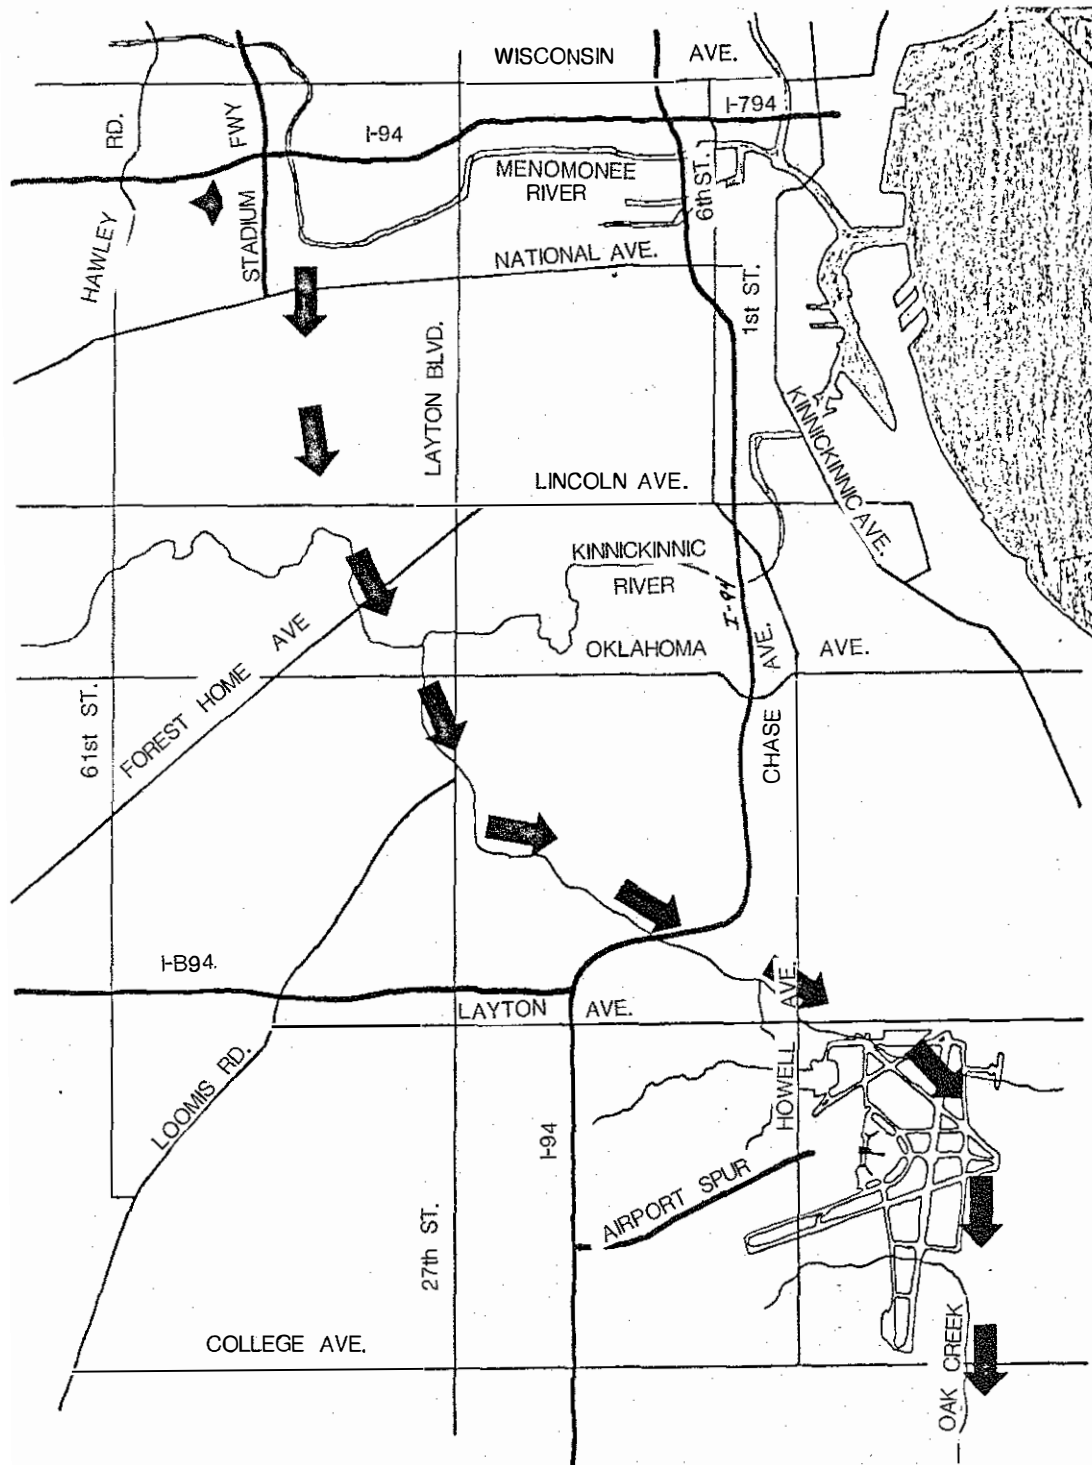 WISCONSIN AVE.
I-794
I-94
HAWLEY RD.
STADIUM FWY
MENOMONEE
RIVER
6th ST.
NATIONAL AVE.
1st ST.
LAYTON BLVD.
KINNICKINNIC AVE.
LINCOLN AVE.
KINNICKINNIC
RIVER
I-94
FOREST HOME AVE
OKLAHOMA AVE.
61st ST.
CHASE AVE.
I-B94.
LAYTON AVE.
HOWELL AVE.
LOOMIS RD.
I-94
AIRPORT SPUR
27th ST.
COLLEGE AVE.
OAK CREEK